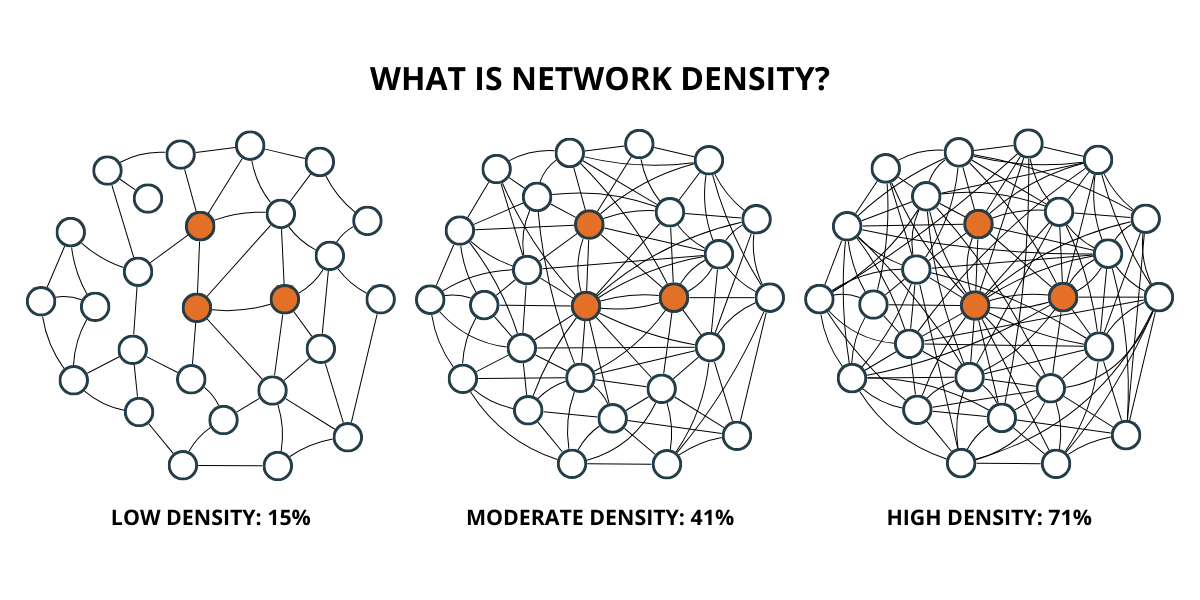 WHAT IS NETWORK DENSITY?
LOW DENSITY: 15%
MODERATE DENSITY: 41%
HIGH DENSITY: 71%